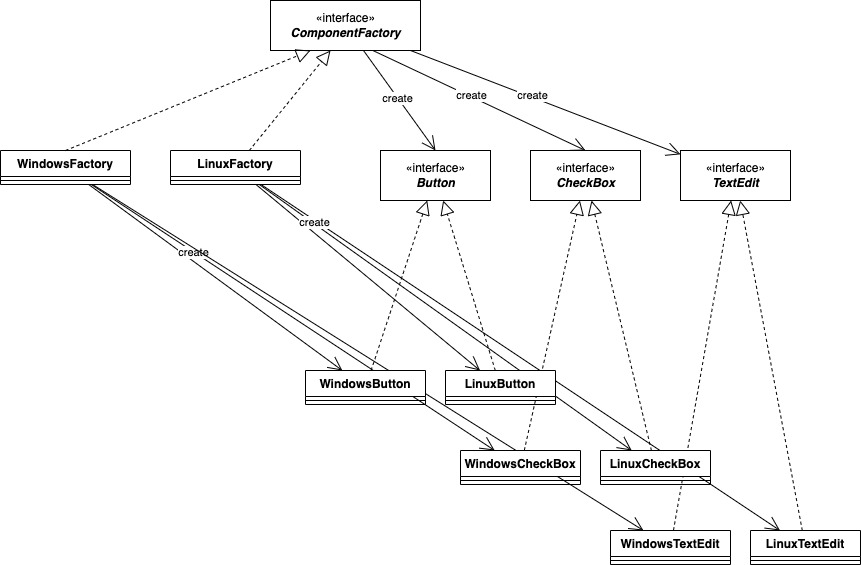 «interface»
ComponentFactory
create
create
create
WindowsFactory
LinuxFactory
«interface»
Button
«interface»
CheckBox
«interface»
TextEdit
create
create
WindowsButton
LinuxButton
WindowsCheckBox
LinuxCheckBox
WindowsTextEdit
LinuxTextEdit